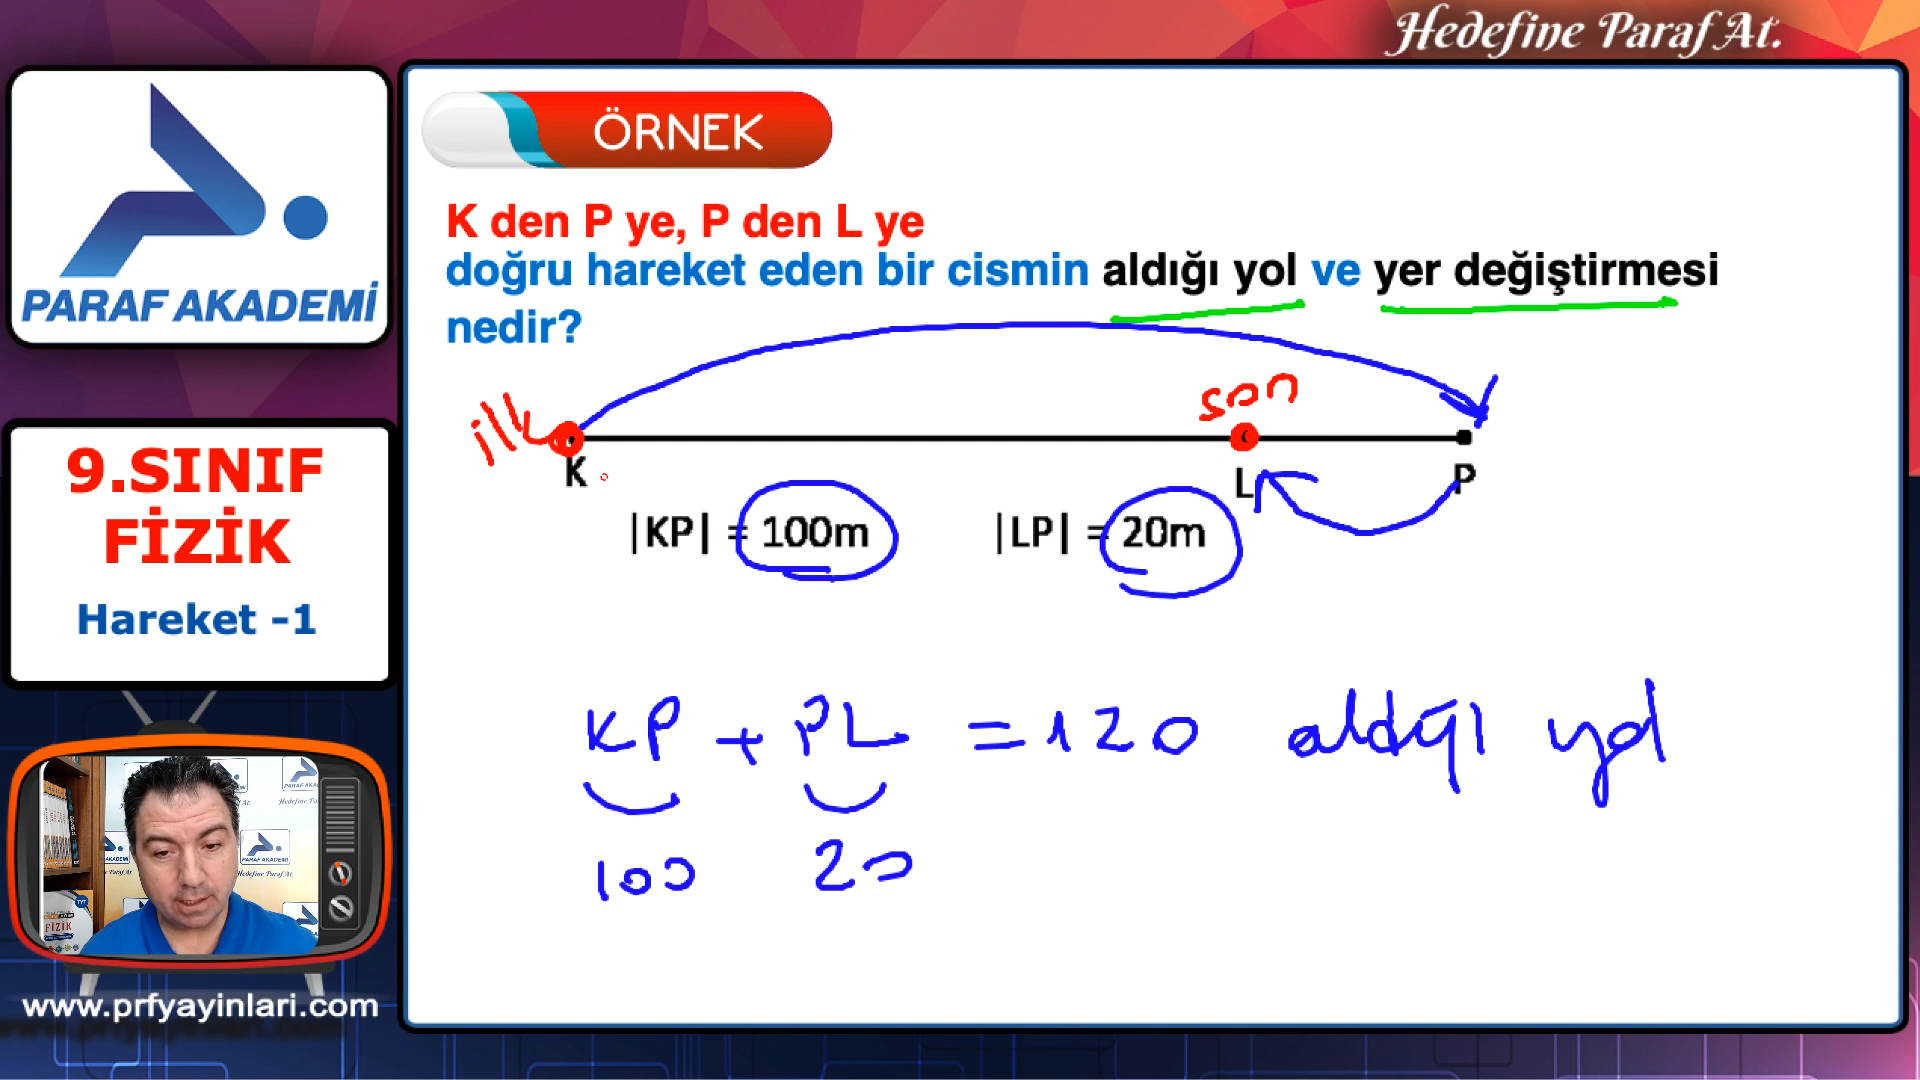 Hedefine Paraf At.
PARAF AKADEMİ
9.SINIF
FİZİK
Hareket -1
www.prfyayinlari.com
ÖRNEK
K den P ye, P den L ye
doğru hareket eden bir cismin aldığı yol ve yer değiştirmesi
nedir?
ilk
son
K
L
P
|KP| = 100m |LP| = 20m
KP + PL = 120 aldığı yol
100 20